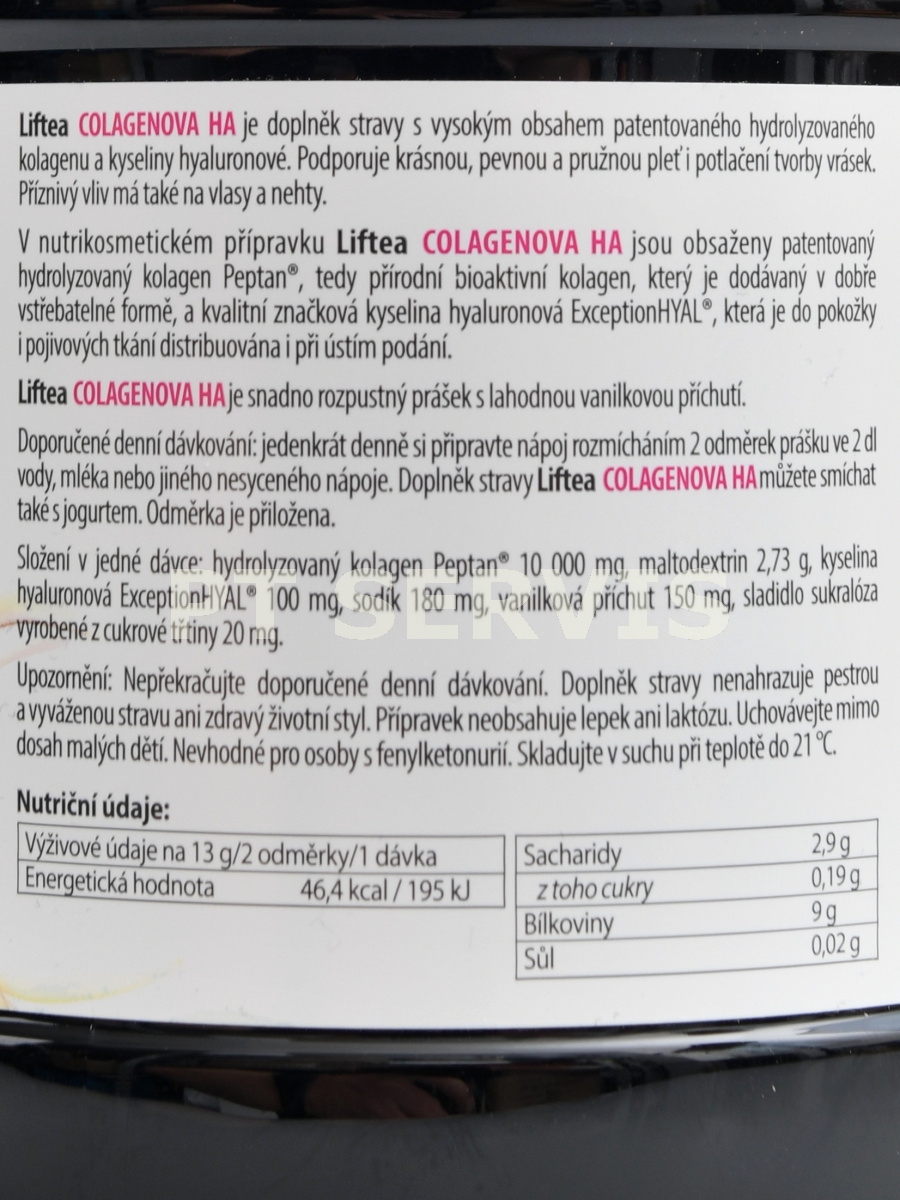 Liftea COLAGENOVA HA je doplněk stravy s vysokým obsahem patentovaného hydrolyzovaného
kolagenu a kyseliny hyaluronové. Podporuje krásnou, pevnou a pružnou pleť i potlačení tvorby vrásek.
Příznivý vliv má také na vlasy a nehty.
V nutrikosmetickém přípravku Liftea COLAGENOVA HA jsou obsaženy patentovaný
hydrolyzovaný kolagen Peptan®, tedy přírodní bioaktivní kolagen, který je dodávaný v dobře
vstřebatelné formě, a kvalitní značková kyselina hyaluronová ExceptionHYAL®, která je do pokožky
i pojivových tkání distribuována i při ústím podání.
Liftea COLAGENOVA HA je snadno rozpustný prášek s lahodnou vanilkovou příchutí.
Doporučené denní dávkování: jedenkrát denně si připravte nápoj rozmícháním 2 odměrek prášku ve 2 dl
vody, mléka nebo jiného nesyceného nápoje. Doplněk stravy Liftea COLAGENOVA HA můžete smíchat
také s jogurtem. Odměrka je přiložena.
Složení v jedné dávce: hydrolyzovaný kolagen Peptan® 10 000 mg, maltodextrin 2,73 g, kyselina
hyaluronová ExceptionHYAL® 100 mg, sodík 180 mg, vanilková příchut 150 mg, sladidlo sukralóza
vyrobené z cukrové třtiny 20 mg.
PT SERVIS
Upozornění: Nepřekračujte doporučené denní dávkování. Doplněk stravy nenahrazuje pestrou
a vyváženou stravu ani zdravý životní styl. Přípravek neobsahuje lepek ani laktózu. Uchovávejte mimo
dosah malých dětí. Nevhodné pro osoby s fenylketonurií. Skladujte v suchu při teplotě do 21 °C.
Nutriční údaje:
Výživové údaje na 13 g/2 odměrky/1 dávka
Energetická hodnota 46,4 kcal / 195 kJ
Sacharidy 2,9 g
z toho cukry 0,19 g
Bílkoviny 9 g
Sůl 0,02 g